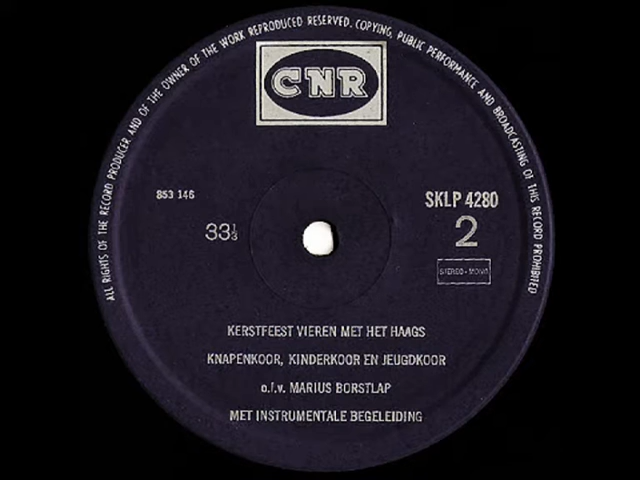 ALL RIGHTS OF THE RECORD PRODUCER AND OF THE OWNER OF THE WORK REPRODUCED RESERVED. COPYING, PUBLIC PERFORMANCE AND BROADCASTING OF THIS RECORD PROHIBITED
CNR
853 146
SKLP 4280
33⅓
2
STEREO - MONO
KERSTFEEST VIEREN MET HET HAAGS
KNAPENKOOR, KINDERKOOR EN JEUGDKOOR
o.l.v. MARIUS BORSTLAP
MET INSTRUMENTALE BEGELEIDING